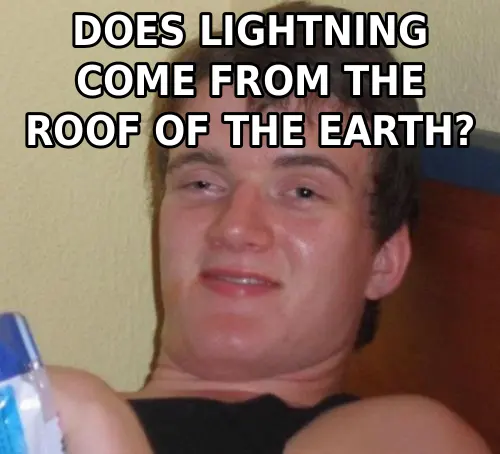 DOES LIGHTNING
COME FROM THE
ROOF OF THE EARTH?